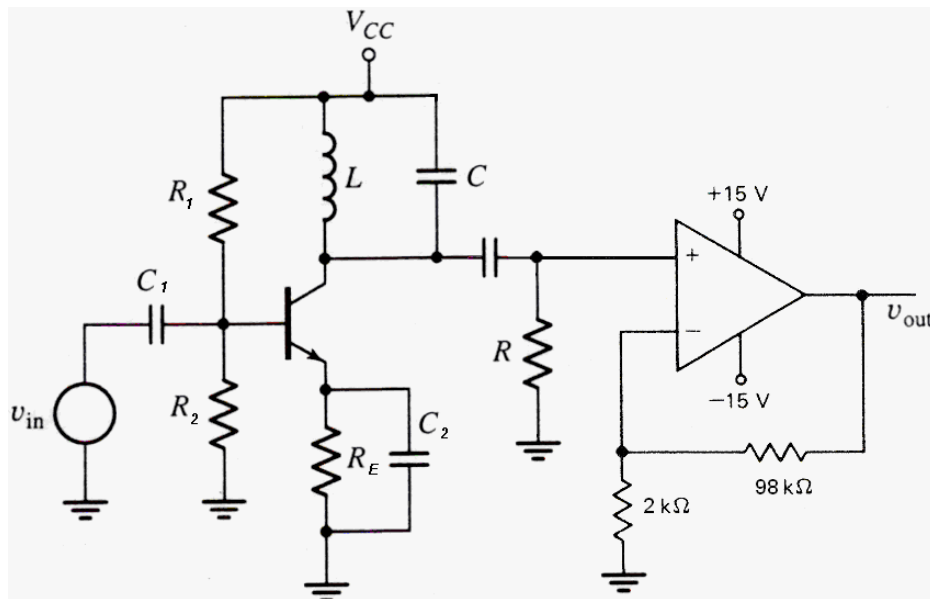 V_CC
R_1
L
C
+15 V
C_1
+
v_out
−
R
−15 V
v_in
R_2
C_2
R_E
98 kΩ
2 kΩ